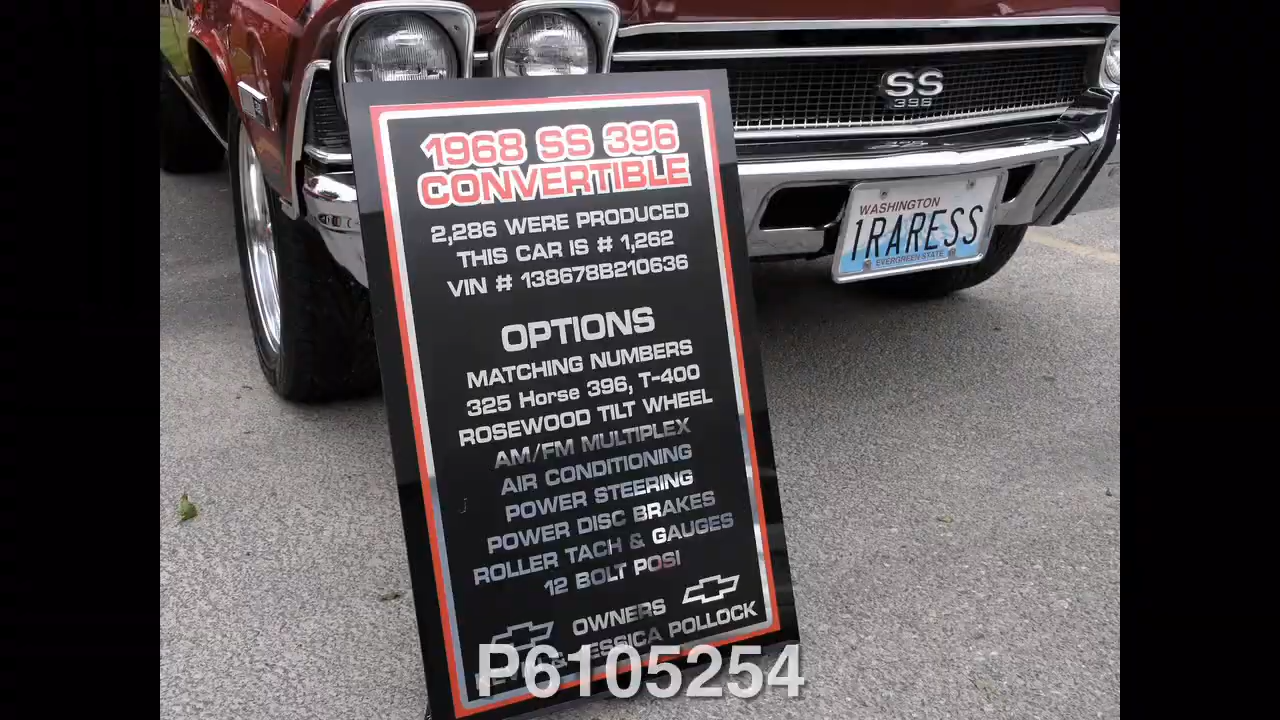 SS
396
1968 SS 396
CONVERTIBLE
2,286 WERE PRODUCED
THIS CAR IS # 1,262
VIN # 138678B210636
WASHINGTON
1RARESS
EVERGREEN STATE
OPTIONS
MATCHING NUMBERS
325 Horse 396, T-400
ROSEWOOD TILT WHEEL
AM/FM MULTIPLEX
AIR CONDITIONING
POWER STEERING
POWER DISC BRAKES
ROLLER TACH & GAUGES
12 BOLT POSI
OWNERS
& JESSICA POLLOCK
P6105254